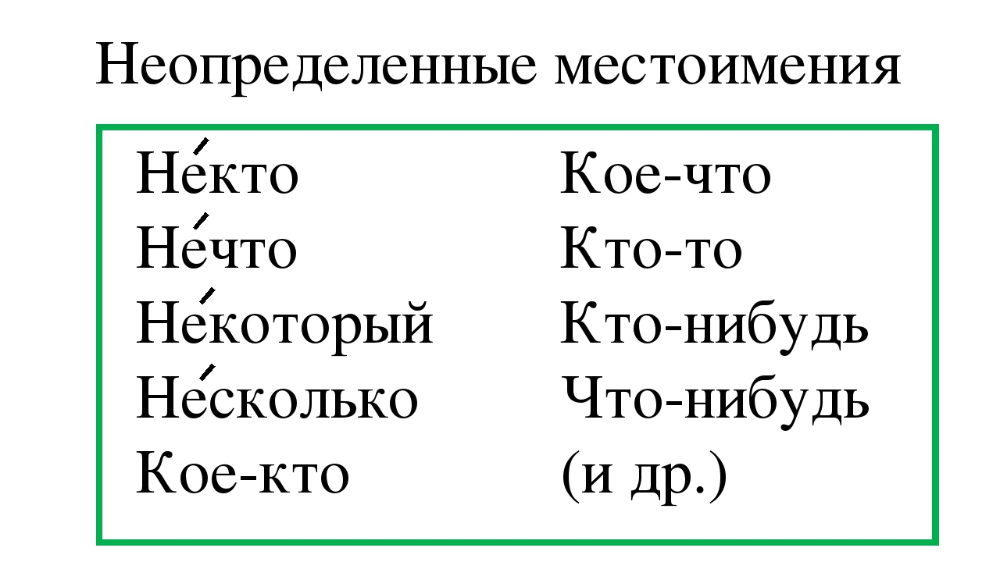 Неопределенные местоимения
Не́кто
Не́что
Не́который
Не́сколько
Кое-кто
Кое-что
Кто-то
Кто-нибудь
Что-нибудь
(и др.)